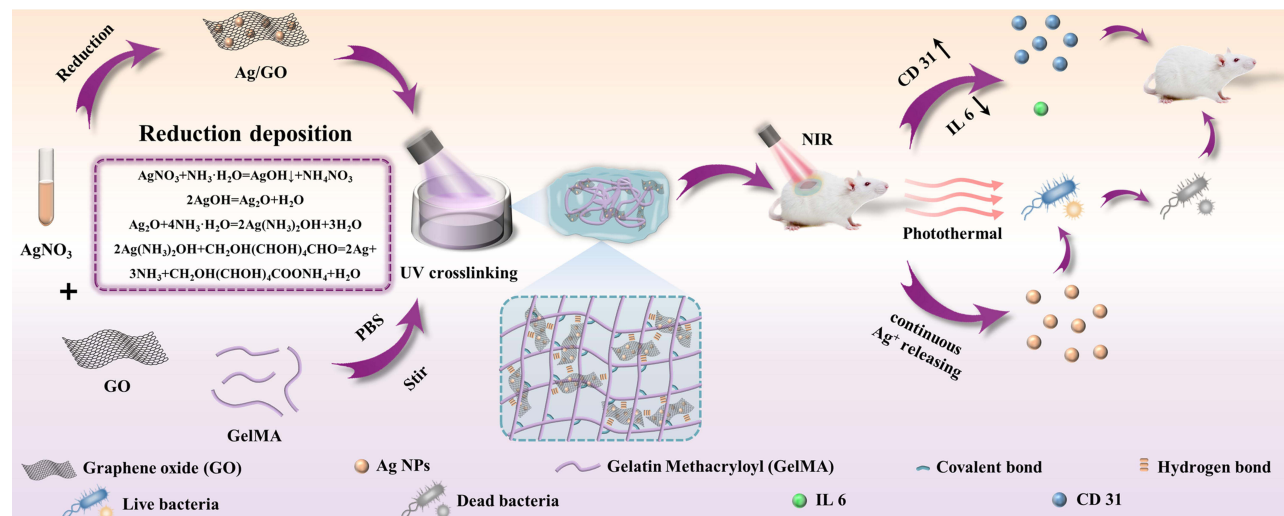 Reduction
Ag/GO
Reduction deposition
AgNO₃+NH₃·H₂O=AgOH↓+NH₄NO₃
2AgOH=Ag₂O+H₂O
Ag₂O+4NH₃·H₂O=2Ag(NH₃)₂OH+3H₂O
2Ag(NH₃)₂OH+CH₂OH(CHOH)₄CHO=2Ag+
3NH₃+CH₂OH(CHOH)₄COONH₄+H₂O
AgNO₃
+
GO
GelMA
PBS
Stir
UV crosslinking
NIR
Photothermal
CD 31↑
IL 6↓
continuous
Ag⁺ releasing
Graphene oxide (GO)
Ag NPs
Gelatin Methacryloyl (GelMA)
Covalent bond
Hydrogen bond
Live bacteria
Dead bacteria
IL 6
CD 31